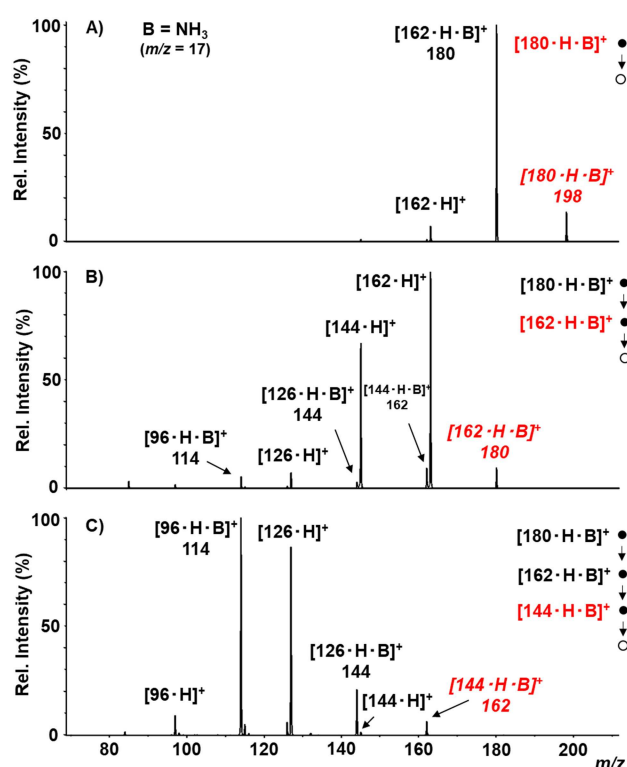 A)
B = NH₃
(m/z = 17)
[162·H·B]⁺
180
[180·H·B]⁺
[162·H]⁺
[180·H·B]⁺
198
Rel. Intensity (%)
100
50
0
B)
[162·H]⁺
[180·H·B]⁺
[162·H·B]⁺
[144·H]⁺
[126·H·B]⁺
144
[144·H·B]⁺
162
[96·H·B]⁺
114
[126·H]⁺
[162·H·B]⁺
180
Rel. Intensity (%)
100
50
0
C)
[96·H·B]⁺
114
[126·H]⁺
[180·H·B]⁺
[162·H·B]⁺
[144·H·B]⁺
[126·H·B]⁺
144
[96·H]⁺
[144·H]⁺
[144·H·B]⁺
162
Rel. Intensity (%)
100
50
0
80 100 120 140 160 180 200
m/z